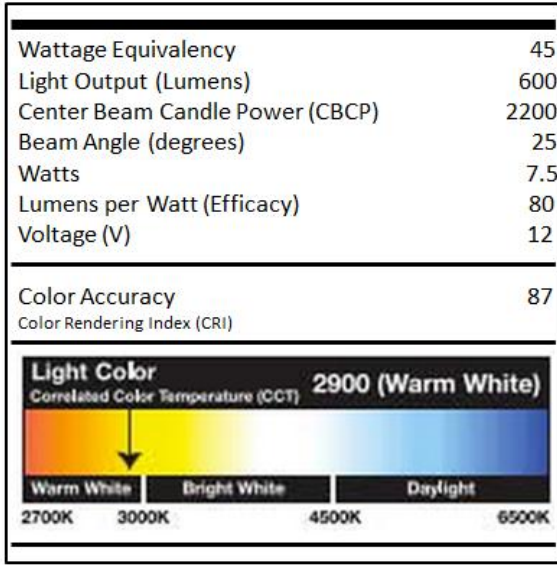 Wattage Equivalency 45
Light Output (Lumens) 600
Center Beam Candle Power (CBCP) 2200
Beam Angle (degrees) 25
Watts 7.5
Lumens per Watt (Efficacy) 80
Voltage (V) 12
Color Accuracy 87
Color Rendering Index (CRI)
Light Color 2900 (Warm White)
Correlated Color Temperature (CCT)
Warm White Bright White Daylight
2700K 3000K 4500K 6500K